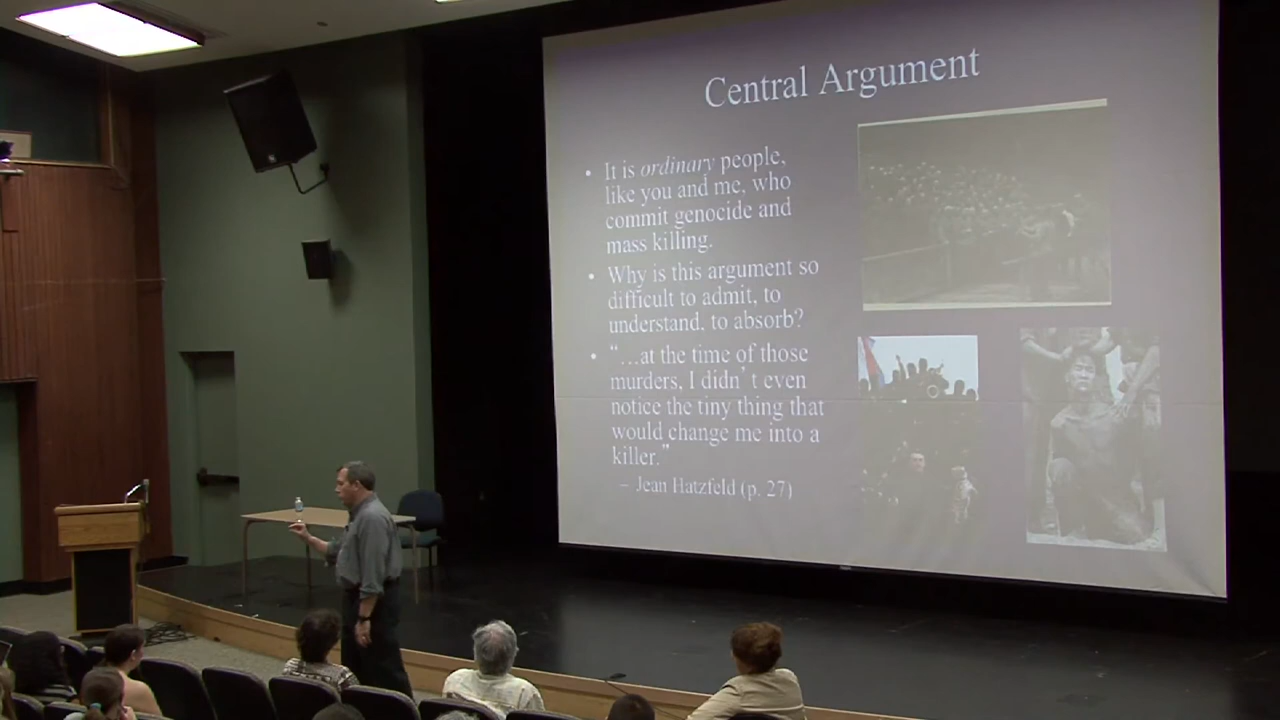 Central Argument
• It is ordinary people,
like you and me, who
commit genocide and
mass killing.
• Why is this argument so
difficult to admit, to
understand, to absorb?
• “…at the time of those
murders, I didn’t even
notice the tiny thing that
would change me into a
killer.”
– Jean Hatzfeld (p. 27)